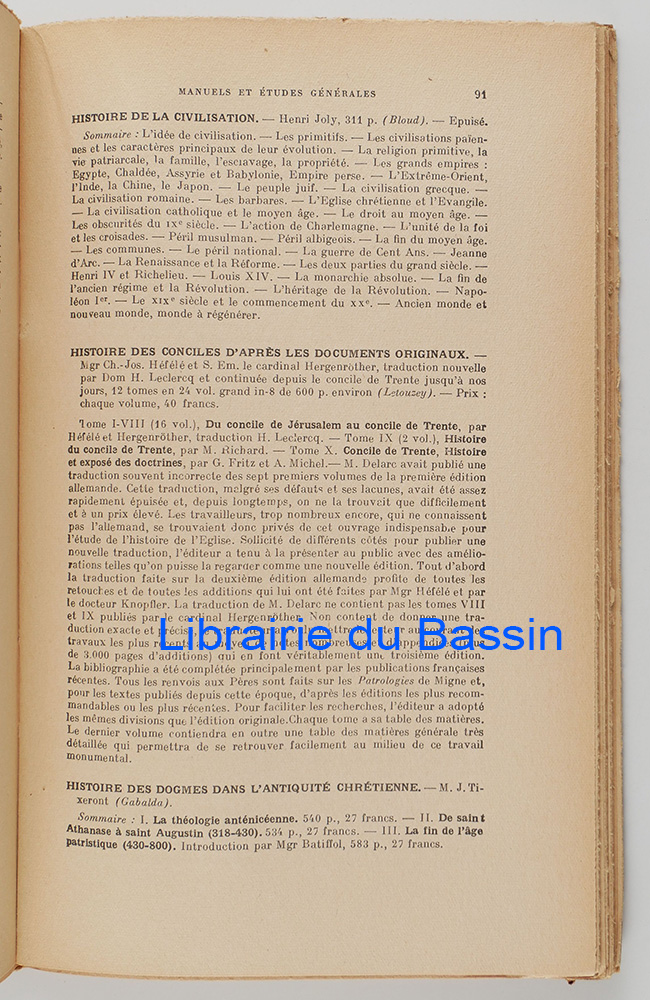 MANUELS ET ÉTUDES GÉNÉRALES 91
HISTOIRE DE LA CIVILISATION. — Henri Joly, 311 p. (Bloud). — Epuisé.
Sommaire : L'idée de civilisation. — Les primitifs. — Les civilisations païen-
nes et les caractères principaux de leur évolution. — La religion primitive, la
vie patriarcale, la famille, l'esclavage, la propriété. — Les grands empires :
Egypte, Chaldée, Assyrie et Babylonie, Empire perse. — L'Extrême-Orient,
l'Inde, la Chine, le Japon. — Le peuple juif. — La civilisation grecque. —
La civilisation romaine. — Les barbares. — L'Eglise chrétienne et l'Evangile.
— La civilisation catholique et le moyen âge. — Le droit au moyen âge. —
Les obscurités du IXe siècle. — L'action de Charlemagne. — L'unité de la foi
et les croisades. — Péril musulman. — Péril albigeois. — La fin du moyen âge.
— Les communes. — Le péril national. — La guerre de Cent Ans. — Jeanne
d'Arc. — La Renaissance et la Réforme. — Les deux parties du grand siècle. —
Henri IV et Richelieu. — Louis XIV. — La monarchie absolue. — La fin de
l'ancien régime et la Révolution. — L'héritage de la Révolution. — Napo-
léon Ier. — Le XIXe siècle et le commencement du XXe. — Ancien monde et
nouveau monde, monde à régénérer.
HISTOIRE DES CONCILES D'APRÈS LES DOCUMENTS ORIGINAUX. —
Mgr Ch.-Jos. Héfélé et S. Em. le cardinal Hergenröther, traduction nouvelle
par Dom H. Leclercq et continuée depuis le concile de Trente jusqu'à nos
jours, 12 tomes en 24 vol. grand in-8 de 600 p. environ (Letouzey). — Prix :
chaque volume, 40 francs.
Tome I-VIII (16 vol.), Du concile de Jérusalem au concile de Trente, par
Héfélé et Hergenröther, traduction H. Leclercq. — Tome IX (2 vol.), Histoire
du concile de Trente, par M. Richard. — Tome X. Concile de Trente, Histoire
et exposé des doctrines, par G. Fritz et A. Michel.— M. Delarc avait publié une
traduction souvent incorrecte des sept premiers volumes de la première édition
allemande. Cette traduction, malgré ses défauts et ses lacunes, avait été assez
rapidement épuisée et, depuis longtemps, on ne la trouvait que difficilement
et à un prix élevé. Les travailleurs, trop nombreux encore, qui ne connaissent
pas l'allemand, se trouvaient donc privés de cet ouvrage indispensable pour
l'étude de l'histoire de l'Eglise. Sollicité de différents côtés pour publier une
nouvelle traduction, l'éditeur a tenu à la présenter au public avec des amélio-
rations telles qu'on puisse la regarder comme une nouvelle édition. Tout d'abord
la traduction faite sur la deuxième édition allemande profite de toutes les
retouches et de toutes les additions qui lui ont été faites par Mgr Héfélé et par
le docteur Knopfler. La traduction de M. Delarc ne contient pas les tomes VIII
et IX publiés par le cardinal Hergenröther. Non content de donner une tra-
duction exacte et
travaux les plus récents
de 3.000 pages d'additions) qui en font véritablement une troisième édition.
La bibliographie a été complétée principalement par les publications françaises
récentes. Tous les renvois aux Pères sont faits sur les Patrologies de Migne et,
pour les textes publiés depuis cette époque, d'après les éditions les plus recom-
mandables ou les plus récentes. Pour faciliter les recherches, l'éditeur a adopté
les mêmes divisions que l'édition originale. Chaque tome a sa table des matières.
Le dernier volume contiendra en outre une table des matières générale très
détaillée qui permettra de se retrouver facilement au milieu de ce travail
monumental.
Librairie du Bassin
HISTOIRE DES DOGMES DANS L'ANTIQUITÉ CHRÉTIENNE. — M. J. Ti-
xeront (Gabalda).
Sommaire : I. La théologie anténicéenne. 540 p., 27 francs. — II. De saint
Athanase à saint Augustin (318-430). 534 p., 27 francs. — III. La fin de l'âge
patristique (430-800). Introduction par Mgr Batiffol, 583 p., 27 francs.